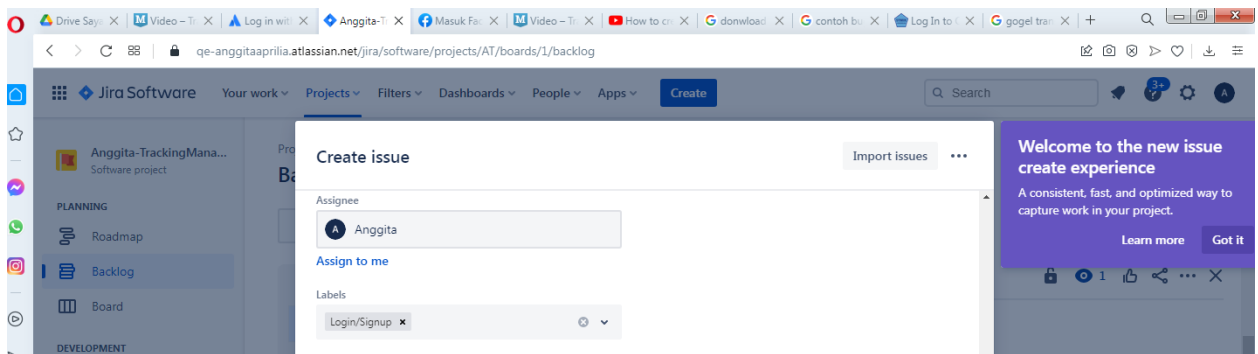 Drive Saya
Video – Tr
Log in with
Anggita-Tr
Masuk Fac
Video – Tr
How to cre
donwload
contoh bu
Log In to
gogel tran
qe-anggitaaprilia.atlassian.net/jira/software/projects/AT/boards/1/backlog
Jira Software Your work Projects Filters Dashboards People Apps Create Search 3+ A
Anggita-TrackingMana...
Software project
PLANNING
Roadmap
Backlog
Board
DEVELOPMENT
Pro
Ba
Create issue
Import issues
Assignee
A Anggita
Assign to me
Labels
Login/Signup
Welcome to the new issue
create experience
A consistent, fast, and optimized way to
capture work in your project.
Learn more Got it
1